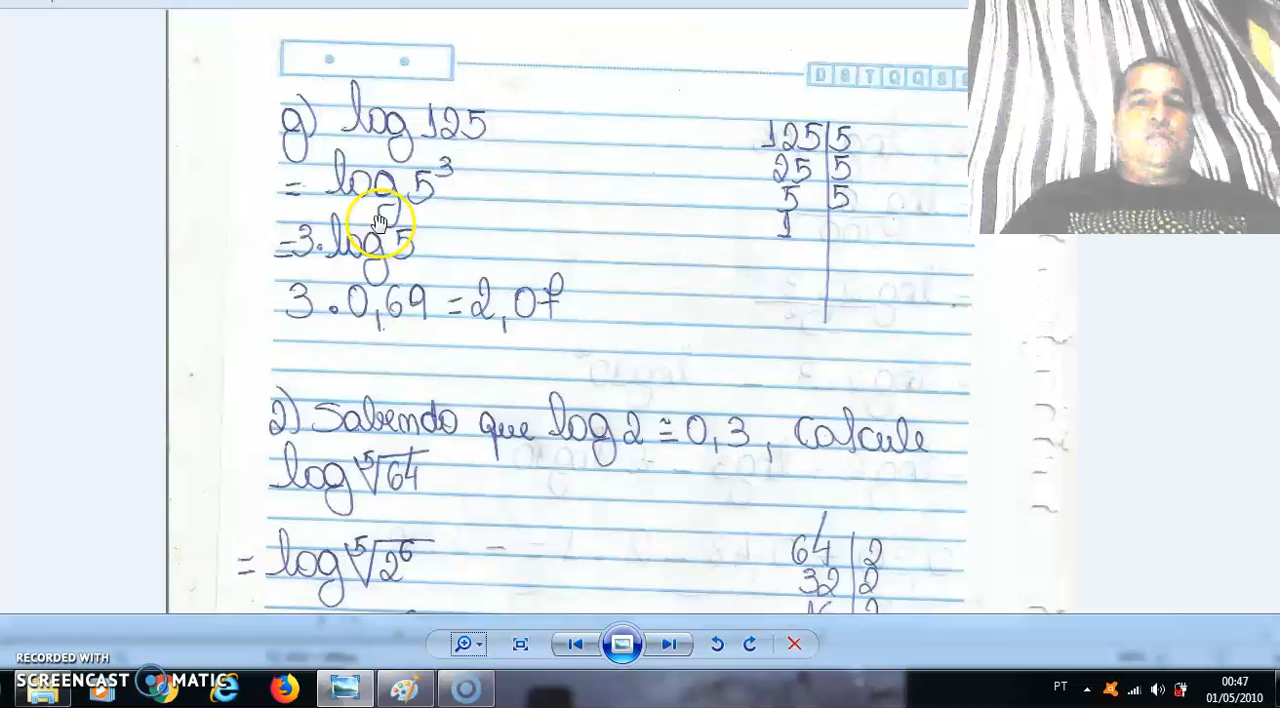 D S T Q Q S S
g) log 125
= log 5³
= 3 . log 5
3 . 0,69 = 2,07
125 | 5
25 | 5
5 | 5
1
2) Sabendo que log 2 ≅ 0,3, calcule
log ⁵√64
= log ⁵√2⁶
64 | 2
32 | 2
16 | 2
RECORDED WITH
SCREENCAST MATIC
PT
00:47
01/05/2010